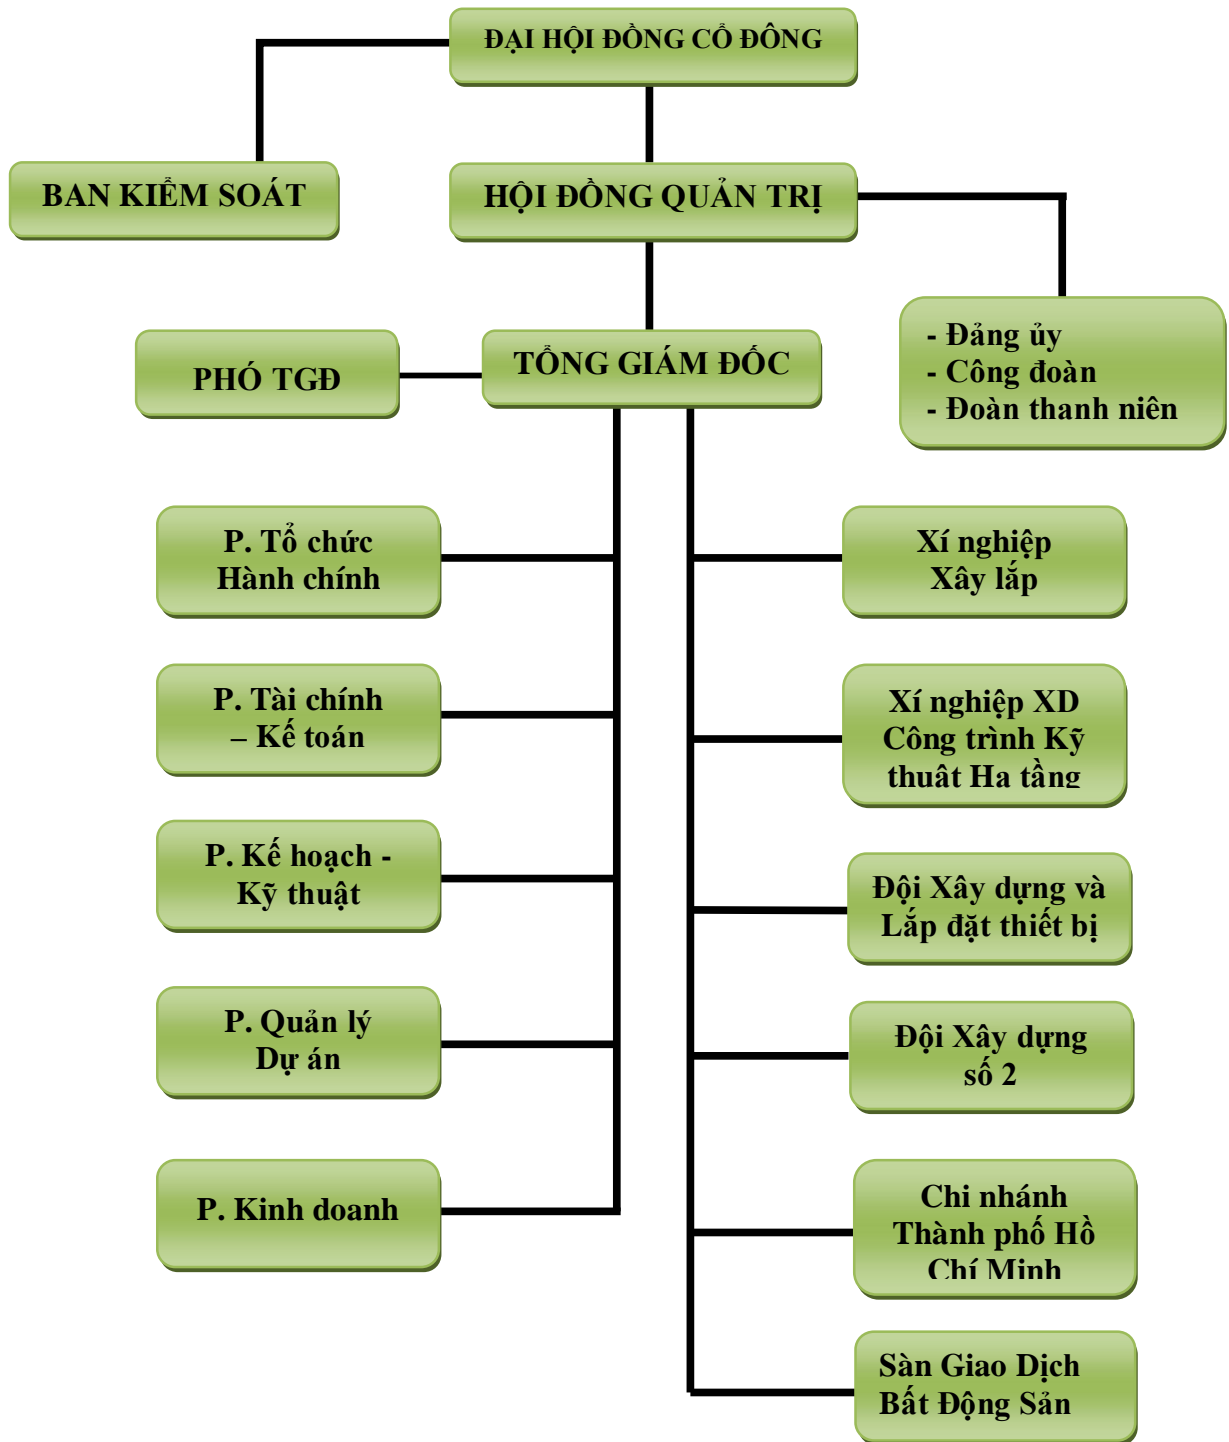 ĐẠI HỘI ĐỒNG CỔ ĐÔNG
BAN KIỂM SOÁT
HỘI ĐỒNG QUẢN TRỊ
- Đảng ủy
- Công đoàn
- Đoàn thanh niên
PHÓ TGĐ
TỔNG GIÁM ĐỐC
P. Tổ chức
Hành chính
Xí nghiệp
Xây lắp
P. Tài chính
– Kế toán
Xí nghiệp XD
Công trình Kỹ
thuật Hạ tầng
P. Kế hoạch -
Kỹ thuật
Đội Xây dựng và
Lắp đặt thiết bị
P. Quản lý
Dự án
Đội Xây dựng
số 2
P. Kinh doanh
Chi nhánh
Thành phố Hồ
Chí Minh
Sàn Giao Dịch
Bất Động Sản